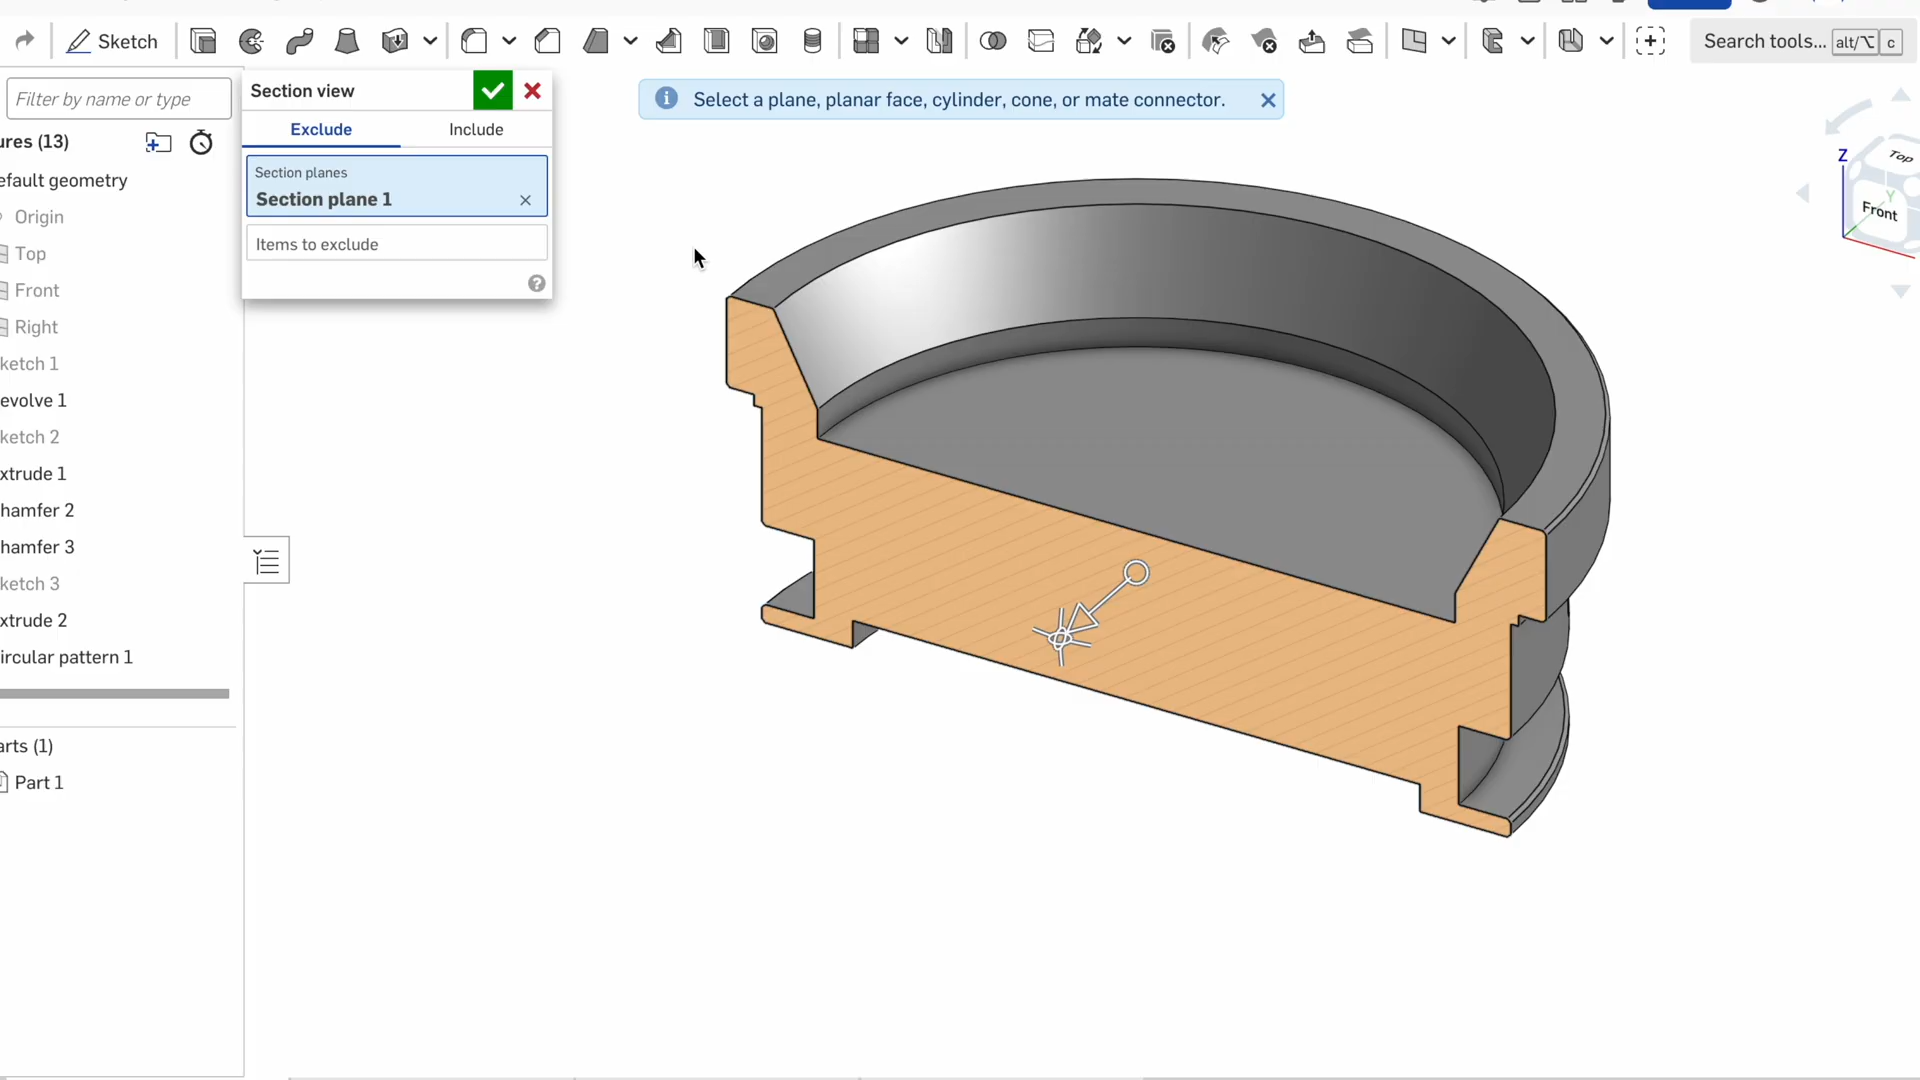 Sketch
Search tools... alt/⌥ c
Filter by name or type
ures (13)
efault geometry
Origin
Top
Front
Right
ketch 1
evolve 1
ketch 2
xtrude 1
hamfer 2
hamfer 3
ketch 3
xtrude 2
ircular pattern 1
arts (1)
Part 1
Section view
Exclude Include
Section planes
Section plane 1
Items to exclude
Select a plane, planar face, cylinder, cone, or mate connector.
Z
Top
Y
Front